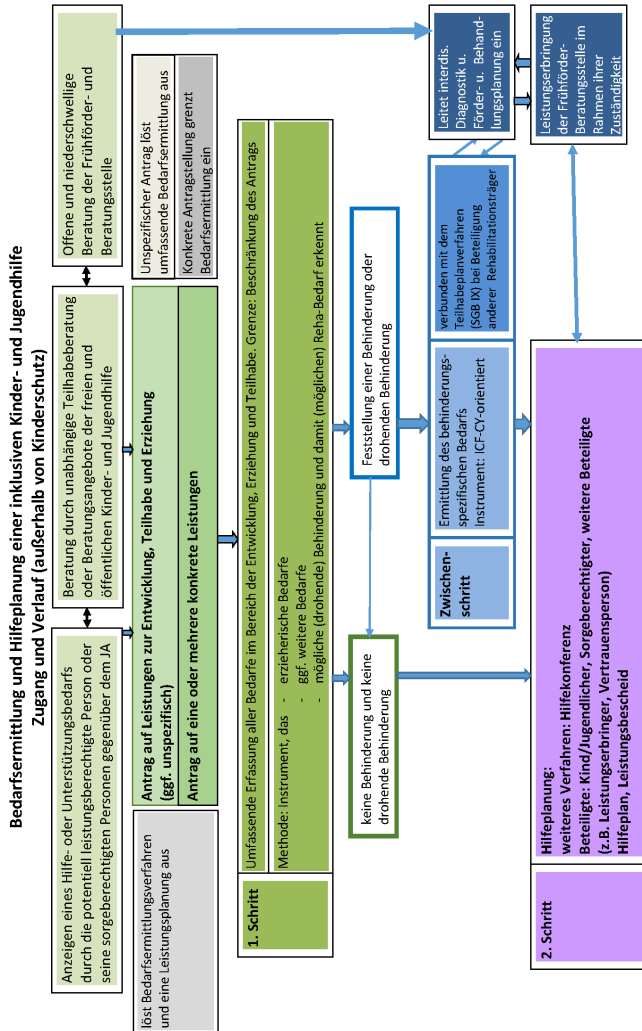 Bedarfsermittlung und Hilfeplanung einer inklusiven Kinder- und Jugendhilfe
Zugang und Verlauf (außerhalb von Kinderschutz)
Anzeigen eines Hilfe- oder Unterstützungsbedarfs
durch die potentiell leistungsberechtigte Person oder
seine sorgeberechtigten Personen gegenüber dem JA
Beratung durch unabhängige Teilhabeberatung
oder Beratungsangebote der freien und
öffentlichen Kinder- und Jugendhilfe
Offene und niederschwellige
Beratung der Frühförder- und
Beratungsstelle
löst Bedarfsermittlungsverfahren
und eine Leistungsplanung aus
Antrag auf Leistungen zur Entwicklung, Teilhabe und Erziehung
(ggf. unspezifisch)
Antrag auf eine oder mehrere konkrete Leistungen
Unspezifischer Antrag löst
umfassende Bedarfsermittlung aus
Konkrete Antragstellung grenzt
Bedarfsermittlung ein
1. Schritt
Umfassende Erfassung aller Bedarfe im Bereich der Entwicklung, Erziehung und Teilhabe. Grenze: Beschränkung des Antrags
Methode: Instrument, das - erzieherische Bedarfe
- ggf. weitere Bedarfe
- mögliche (drohende) Behinderung und damit (möglichen) Reha-Bedarf erkennt
keine Behinderung und keine
drohende Behinderung
Feststellung einer Behinderung oder
drohenden Behinderung
Zwischen-
schritt
Ermittlung des behinderungs-
spezifischen Bedarfs
Instrument: ICF-CY-orientiert
verbunden mit dem
Teilhabeplanverfahren
(SGB IX) bei Beteiligung
anderer Rehabilitationsträger
Leitet interdis.
Diagnostik u.
Förder- u. Behand-
lungsplanung ein
Leistungserbringung
der Frühförder-
Beratungsstelle im
Rahmen ihrer
Zuständigkeit
2. Schritt
Hilfeplanung:
weiteres Verfahren: Hilfekonferenz
Beteiligte: Kind/Jugendlicher, Sorgeberechtigter, weitere Beteiligte
(z.B. Leistungserbringer, Vertrauensperson)
Hilfeplan, Leistungsbescheid